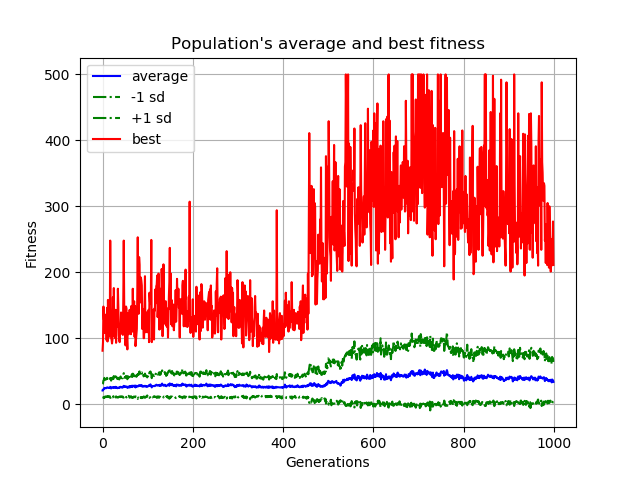 Population's average and best fitness
average
-1 sd
+1 sd
best
500
400
300
200
100
0
Fitness
0 200 400 600 800 1000
Generations